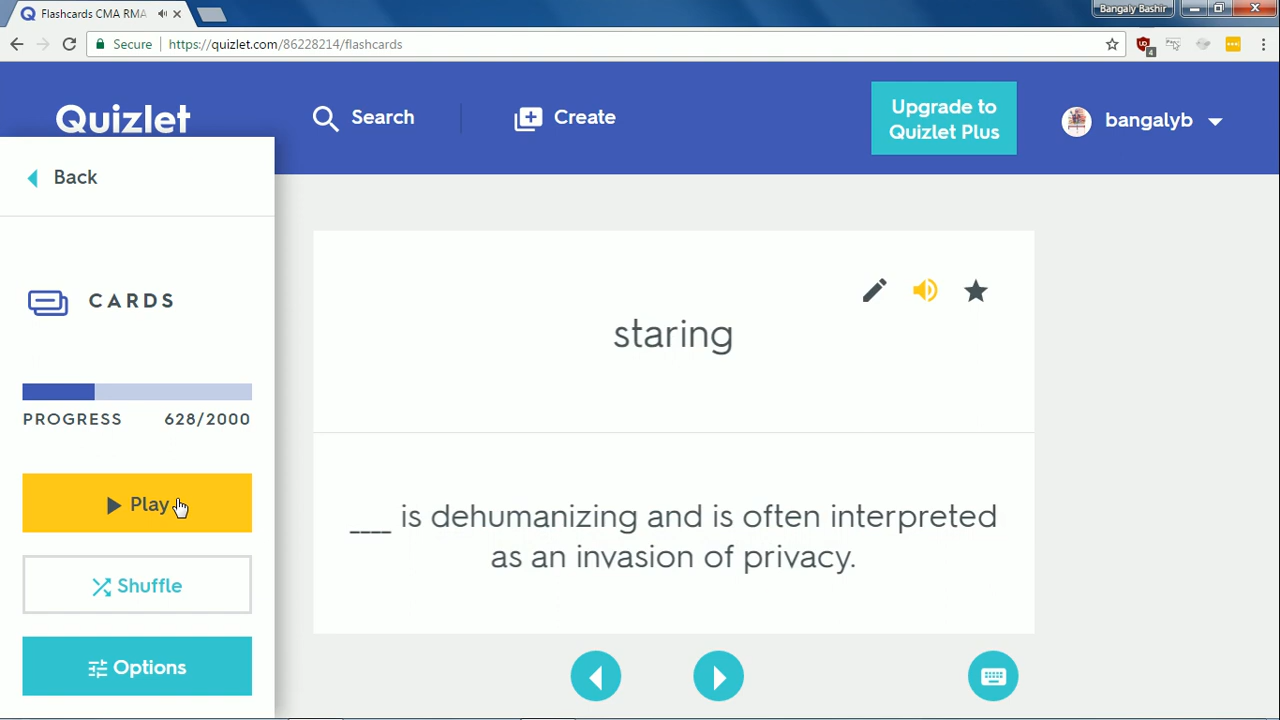 Flashcards CMA RMA
Bangaly Bashir
Secure
https://quizlet.com/86228214/flashcards
4
Quizlet
Search
Create
Upgrade to
Quizlet Plus
bangalyb
Back
CARDS
PROGRESS 628/2000
Play
Shuffle
Options
staring
____ is dehumanizing and is often interpreted
as an invasion of privacy.